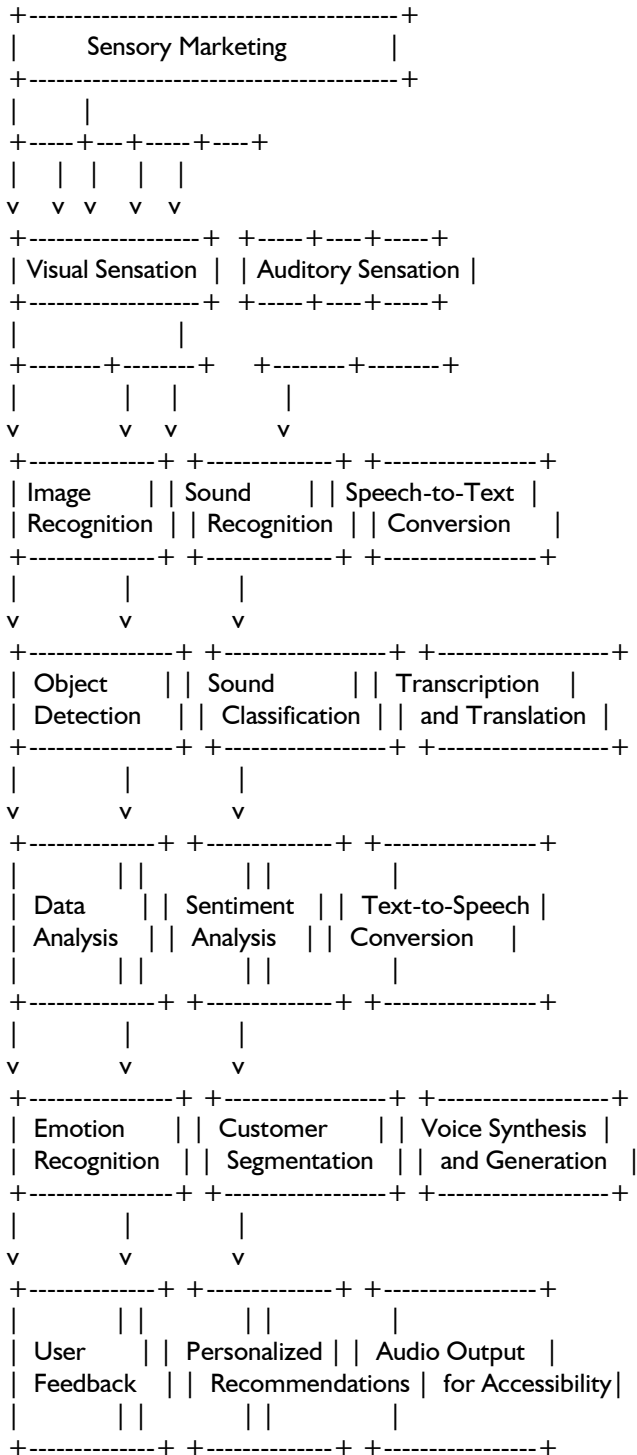 +-----------------------------------------+
| Sensory Marketing |
+-----------------------------------------+
| |
+-----+---+-----+----+
| | | | |
v v v v v
+-------------------+ +-----+----+-----+
| Visual Sensation | | Auditory Sensation |
+-------------------+ +-----+----+-----+
| |
+--------+--------+ +--------+--------+
| | | |
v v v v
+--------------+ +--------------+ +-----------------+
| Image | | Sound | | Speech-to-Text |
| Recognition | | Recognition | | Conversion |
+--------------+ +--------------+ +-----------------+
| | |
v v v
+----------------+ +------------------+ +-------------------+
| Object | | Sound | | Transcription |
| Detection | | Classification | | and Translation |
+----------------+ +------------------+ +-------------------+
| | |
v v v
+--------------+ +--------------+ +-----------------+
| | | | | |
| Data | | Sentiment | | Text-to-Speech |
| Analysis | | Analysis | | Conversion |
| | | | | |
+--------------+ +--------------+ +-----------------+
| | |
v v v
+----------------+ +------------------+ +-------------------+
| Emotion | | Customer | | Voice Synthesis |
| Recognition | | Segmentation | | and Generation |
+----------------+ +------------------+ +-------------------+
| | |
v v v
+--------------+ +--------------+ +-----------------+
| | | | | |
| User | | Personalized | | Audio Output |
| Feedback | | Recommendations | for Accessibility|
| | | | | |
+--------------+ +--------------+ +-----------------+